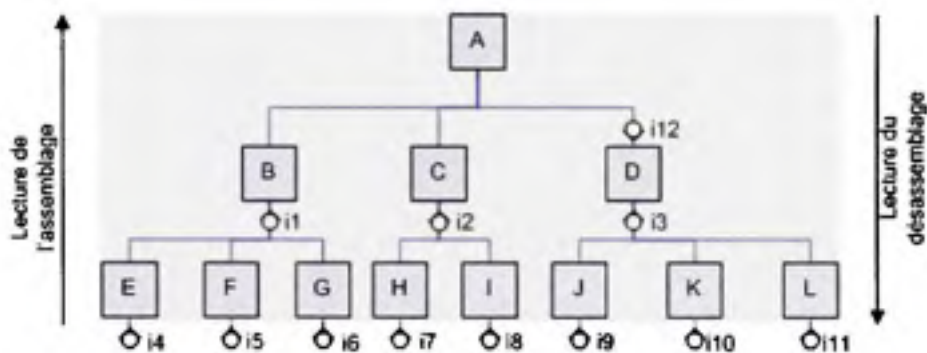 A
i12
B
C
D
i1
i2
i3
E
F
G
H
I
J
K
L
i4
i5
i6
i7
i8
i9
i10
i11
Lecture de
l'assemblage
Lecture du
désassemblage